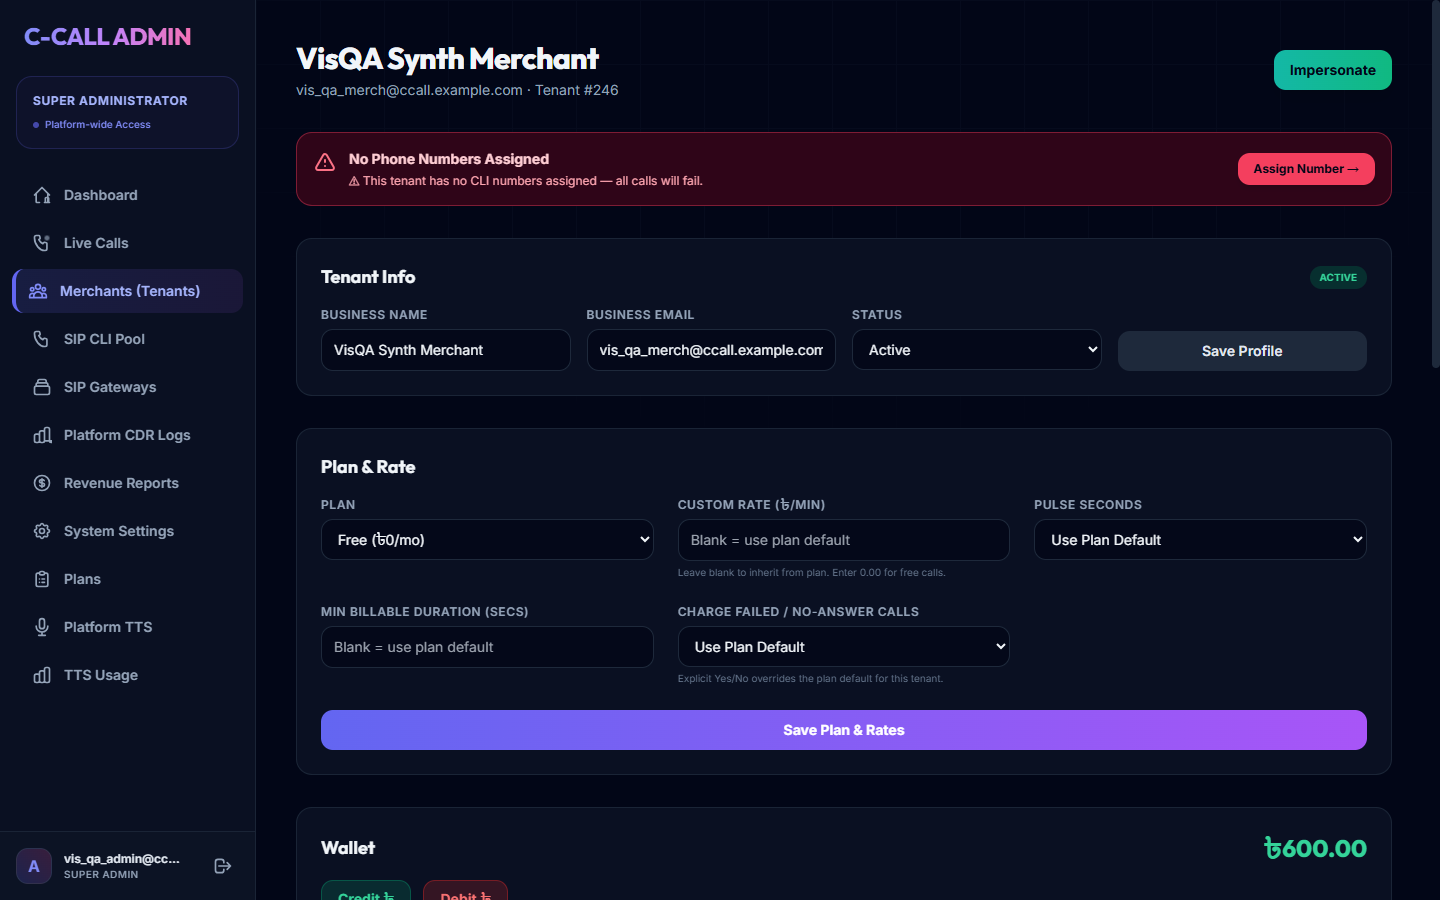 C-CALL ADMIN
SUPER ADMINISTRATOR
Platform-wide Access
Dashboard
Live Calls
Merchants (Tenants)
SIP CLI Pool
SIP Gateways
Platform CDR Logs
Revenue Reports
System Settings
Plans
Platform TTS
TTS Usage
A
vis_qa_admin@cc...
SUPER ADMIN
VisQA Synth Merchant
vis_qa_merch@ccall.example.com · Tenant #246
Impersonate
No Phone Numbers Assigned
⚠ This tenant has no CLI numbers assigned — all calls will fail.
Assign Number →
Tenant Info
ACTIVE
BUSINESS NAME
BUSINESS EMAIL
STATUS
VisQA Synth Merchant
vis_qa_merch@ccall.example.com
Active
Save Profile
Plan & Rate
PLAN
CUSTOM RATE (৳/MIN)
PULSE SECONDS
Free (৳0/mo)
Blank = use plan default
Use Plan Default
Leave blank to inherit from plan. Enter 0.00 for free calls.
MIN BILLABLE DURATION (SECS)
CHARGE FAILED / NO-ANSWER CALLS
Blank = use plan default
Use Plan Default
Explicit Yes/No overrides the plan default for this tenant.
Save Plan & Rates
Wallet
৳600.00
Credit ৳
Debit ৳